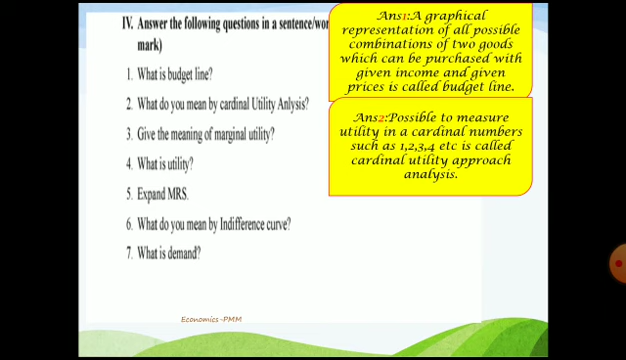 IV. Answer the following questions in a sentence/wor
mark)
1. What is budget line?
2. What do you mean by cardinal Utility Anlysis?
3. Give the meaning of marginal utility?
4. What is utility?
5. Expand MRS.
6. What do you mean by Indifference curve?
7. What is demand?
Ans1:A graphical
representation of all possible
combinations of two goods
which can be purchased with
given income and given
prices is called budget line.
Ans2:Possible to measure
utility in a cardinal numbers
such as 1,2,3,4 etc is called
cardinal utility approach
analysis.
Economics-PMM